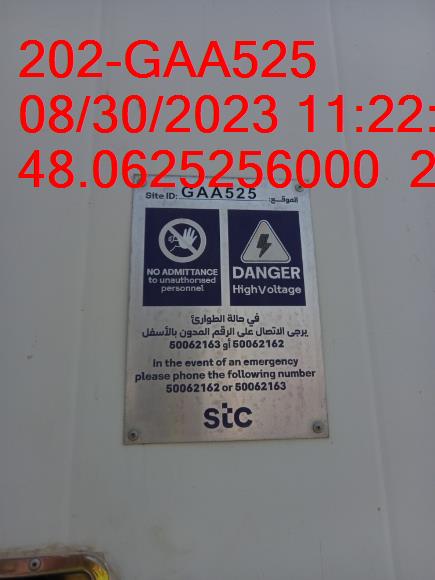 202-GAA525
08/30/2023 11:22:
48.0625256000 2
Site ID: GAA525 الموقـــع:
NO ADMITTANCE
to unauthorised
personnel
DANGER
High Voltage
في حالة الطوارئ
يرجى الاتصال على الرقم المدون بالأسفل
50062162 أو 50062163
In the event of an emergency
please phone the following number
50062162 or 50062163
stc